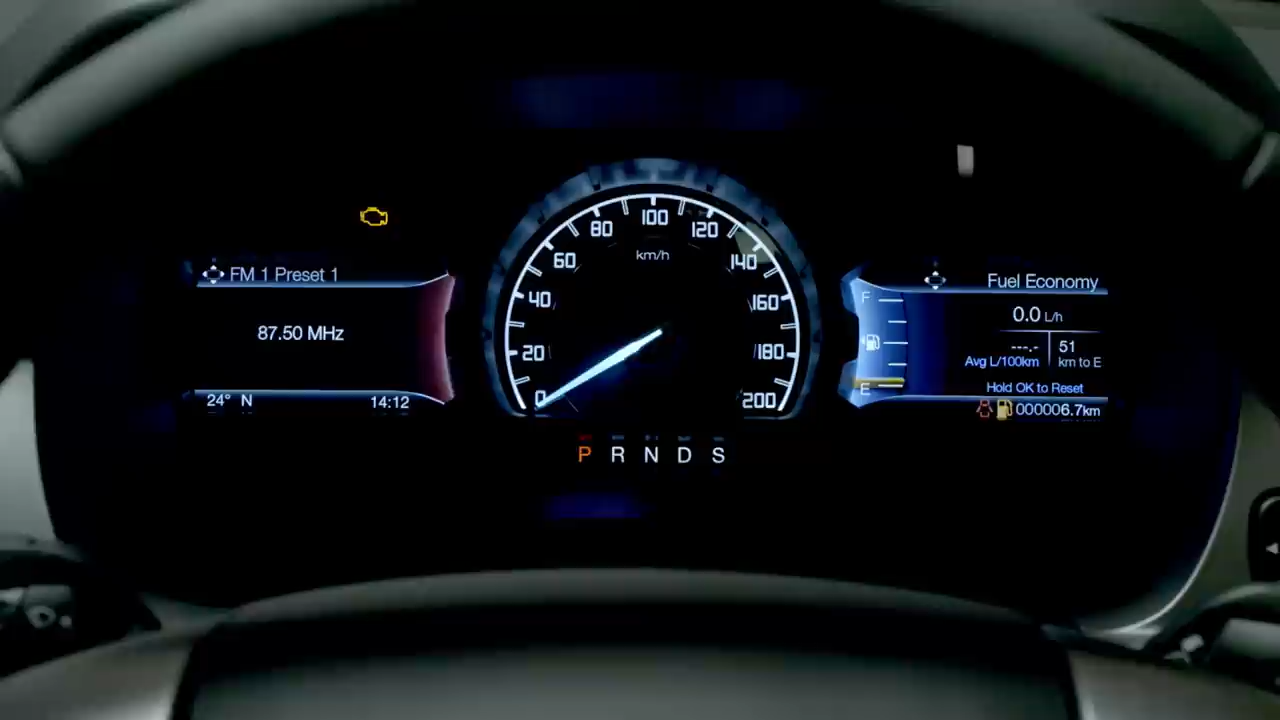 FM 1 Preset 1
87.50 MHz
24° N 14:12
0
20
40
60
80
100
120
140
160
180
200
km/h
P R N D S
Fuel Economy
F
E
0.0 L/h
---.- 51
Avg L/100km km to E
Hold OK to Reset
000006.7km